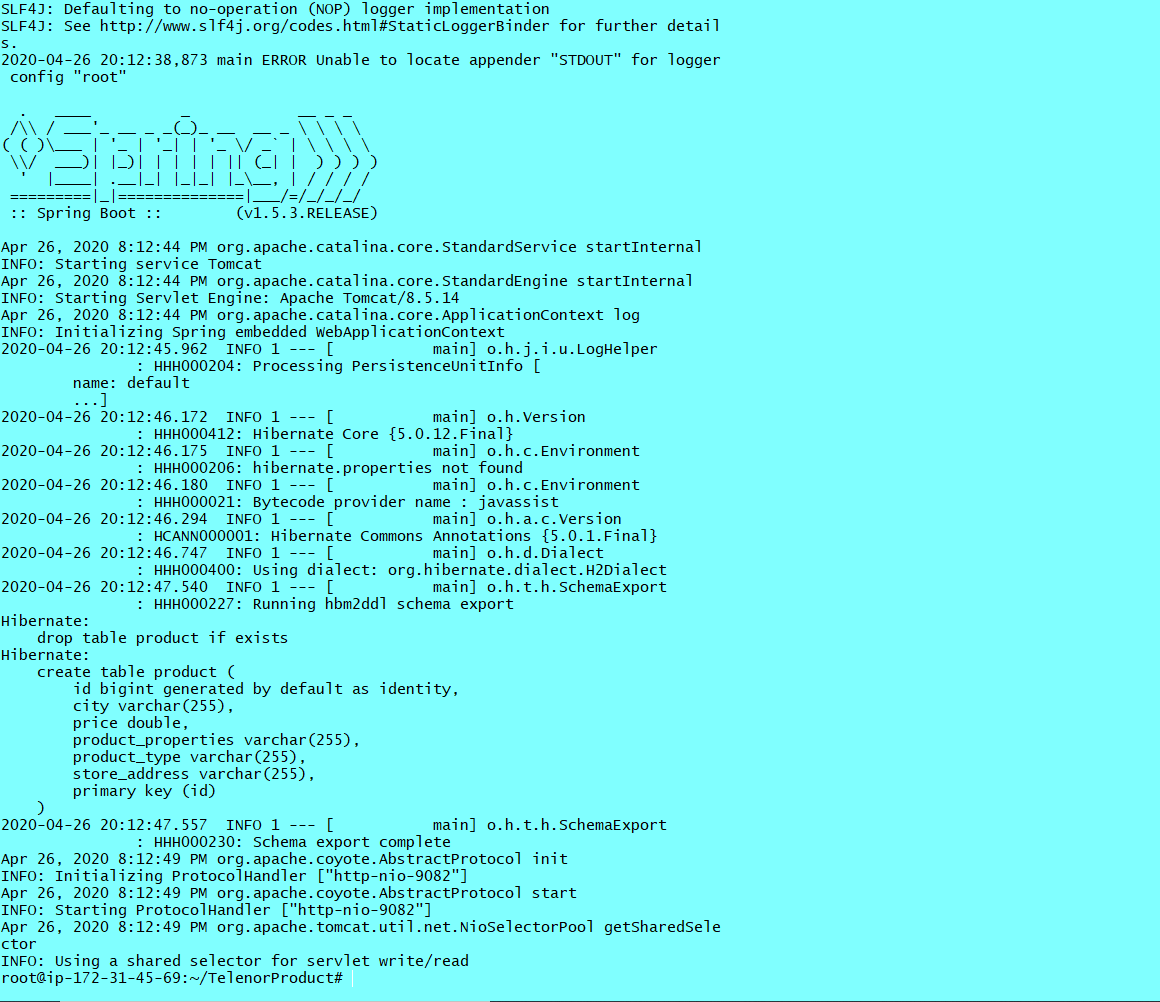 SLF4J: Defaulting to no-operation (NOP) logger implementation
SLF4J: See http://www.slf4j.org/codes.html#StaticLoggerBinder for further detail
s.
2020-04-26 20:12:38,873 main ERROR Unable to locate appender "STDOUT" for logger
 config "root"

  .   ____          _            __ _ _
 /\\ / ___'_ __ _ _(_)_ __  __ _ \ \ \ \
( ( )\___ | '_ | '_| | '_ \/ _` | \ \ \ \
 \\/  ___)| |_)| | | | | || (_| |  ) ) ) )
  '  |____| .__|_| |_|_| |_\__, | / / / /
 =========|_|==============|___/=/_/_/_/
 :: Spring Boot ::        (v1.5.3.RELEASE)

Apr 26, 2020 8:12:44 PM org.apache.catalina.core.StandardService startInternal
INFO: Starting service Tomcat
Apr 26, 2020 8:12:44 PM org.apache.catalina.core.StandardEngine startInternal
INFO: Starting Servlet Engine: Apache Tomcat/8.5.14
Apr 26, 2020 8:12:44 PM org.apache.catalina.core.ApplicationContext log
INFO: Initializing Spring embedded WebApplicationContext
2020-04-26 20:12:45.962  INFO 1 --- [           main] o.h.j.i.u.LogHelper
               : HHH000204: Processing PersistenceUnitInfo [
        name: default
        ...]
2020-04-26 20:12:46.172  INFO 1 --- [           main] o.h.Version
               : HHH000412: Hibernate Core {5.0.12.Final}
2020-04-26 20:12:46.175  INFO 1 --- [           main] o.h.c.Environment
               : HHH000206: hibernate.properties not found
2020-04-26 20:12:46.180  INFO 1 --- [           main] o.h.c.Environment
               : HHH000021: Bytecode provider name : javassist
2020-04-26 20:12:46.294  INFO 1 --- [           main] o.h.a.c.Version
               : HCANN000001: Hibernate Commons Annotations {5.0.1.Final}
2020-04-26 20:12:46.747  INFO 1 --- [           main] o.h.d.Dialect
               : HHH000400: Using dialect: org.hibernate.dialect.H2Dialect
2020-04-26 20:12:47.540  INFO 1 --- [           main] o.h.t.h.SchemaExport
               : HHH000227: Running hbm2ddl schema export
Hibernate:
    drop table product if exists
Hibernate:
    create table product (
        id bigint generated by default as identity,
        city varchar(255),
        price double,
        product_properties varchar(255),
        product_type varchar(255),
        store_address varchar(255),
        primary key (id)
    )
2020-04-26 20:12:47.557  INFO 1 --- [           main] o.h.t.h.SchemaExport
               : HHH000230: Schema export complete
Apr 26, 2020 8:12:49 PM org.apache.coyote.AbstractProtocol init
INFO: Initializing ProtocolHandler ["http-nio-9082"]
Apr 26, 2020 8:12:49 PM org.apache.coyote.AbstractProtocol start
INFO: Starting ProtocolHandler ["http-nio-9082"]
Apr 26, 2020 8:12:49 PM org.apache.tomcat.util.net.NioSelectorPool getSharedSele
ctor
INFO: Using a shared selector for servlet write/read
root@ip-172-31-45-69:~/TelenorProduct#